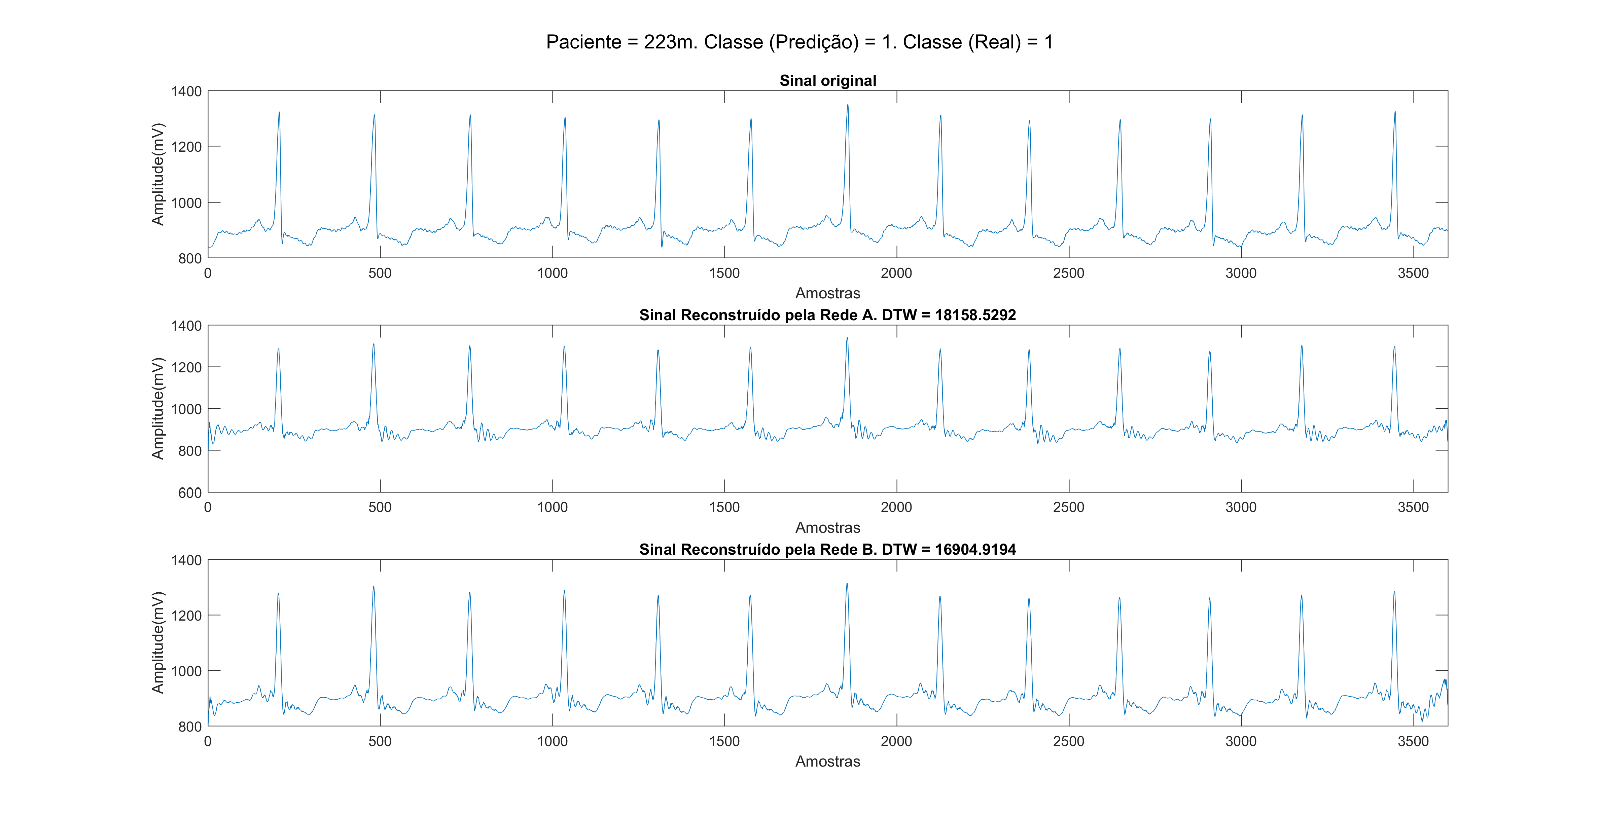 Paciente = 223m. Classe (Predição) = 1. Classe (Real) = 1
Sinal original
Amplitude(mV)
1400
1200
1000
800
0 500 1000 1500 2000 2500 3000 3500
Amostras
Sinal Reconstruído pela Rede A. DTW = 18158.5292
Amplitude(mV)
1400
1200
1000
800
600
0 500 1000 1500 2000 2500 3000 3500
Amostras
Sinal Reconstruído pela Rede B. DTW = 16904.9194
Amplitude(mV)
1400
1200
1000
800
0 500 1000 1500 2000 2500 3000 3500
Amostras